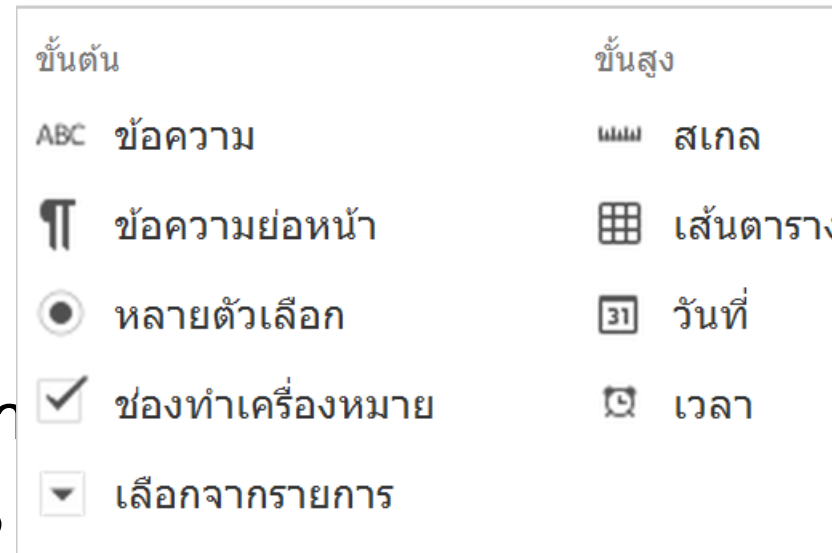 ขั้นต้น
ABC ข้อความ
ข้อความย่อหน้า
หลายตัวเลือก
ช่องทำเครื่องหมาย
เลือกจากรายการ
ขั้นสูง
สเกล
เส้นตาราง
31 วันที่
เวลา